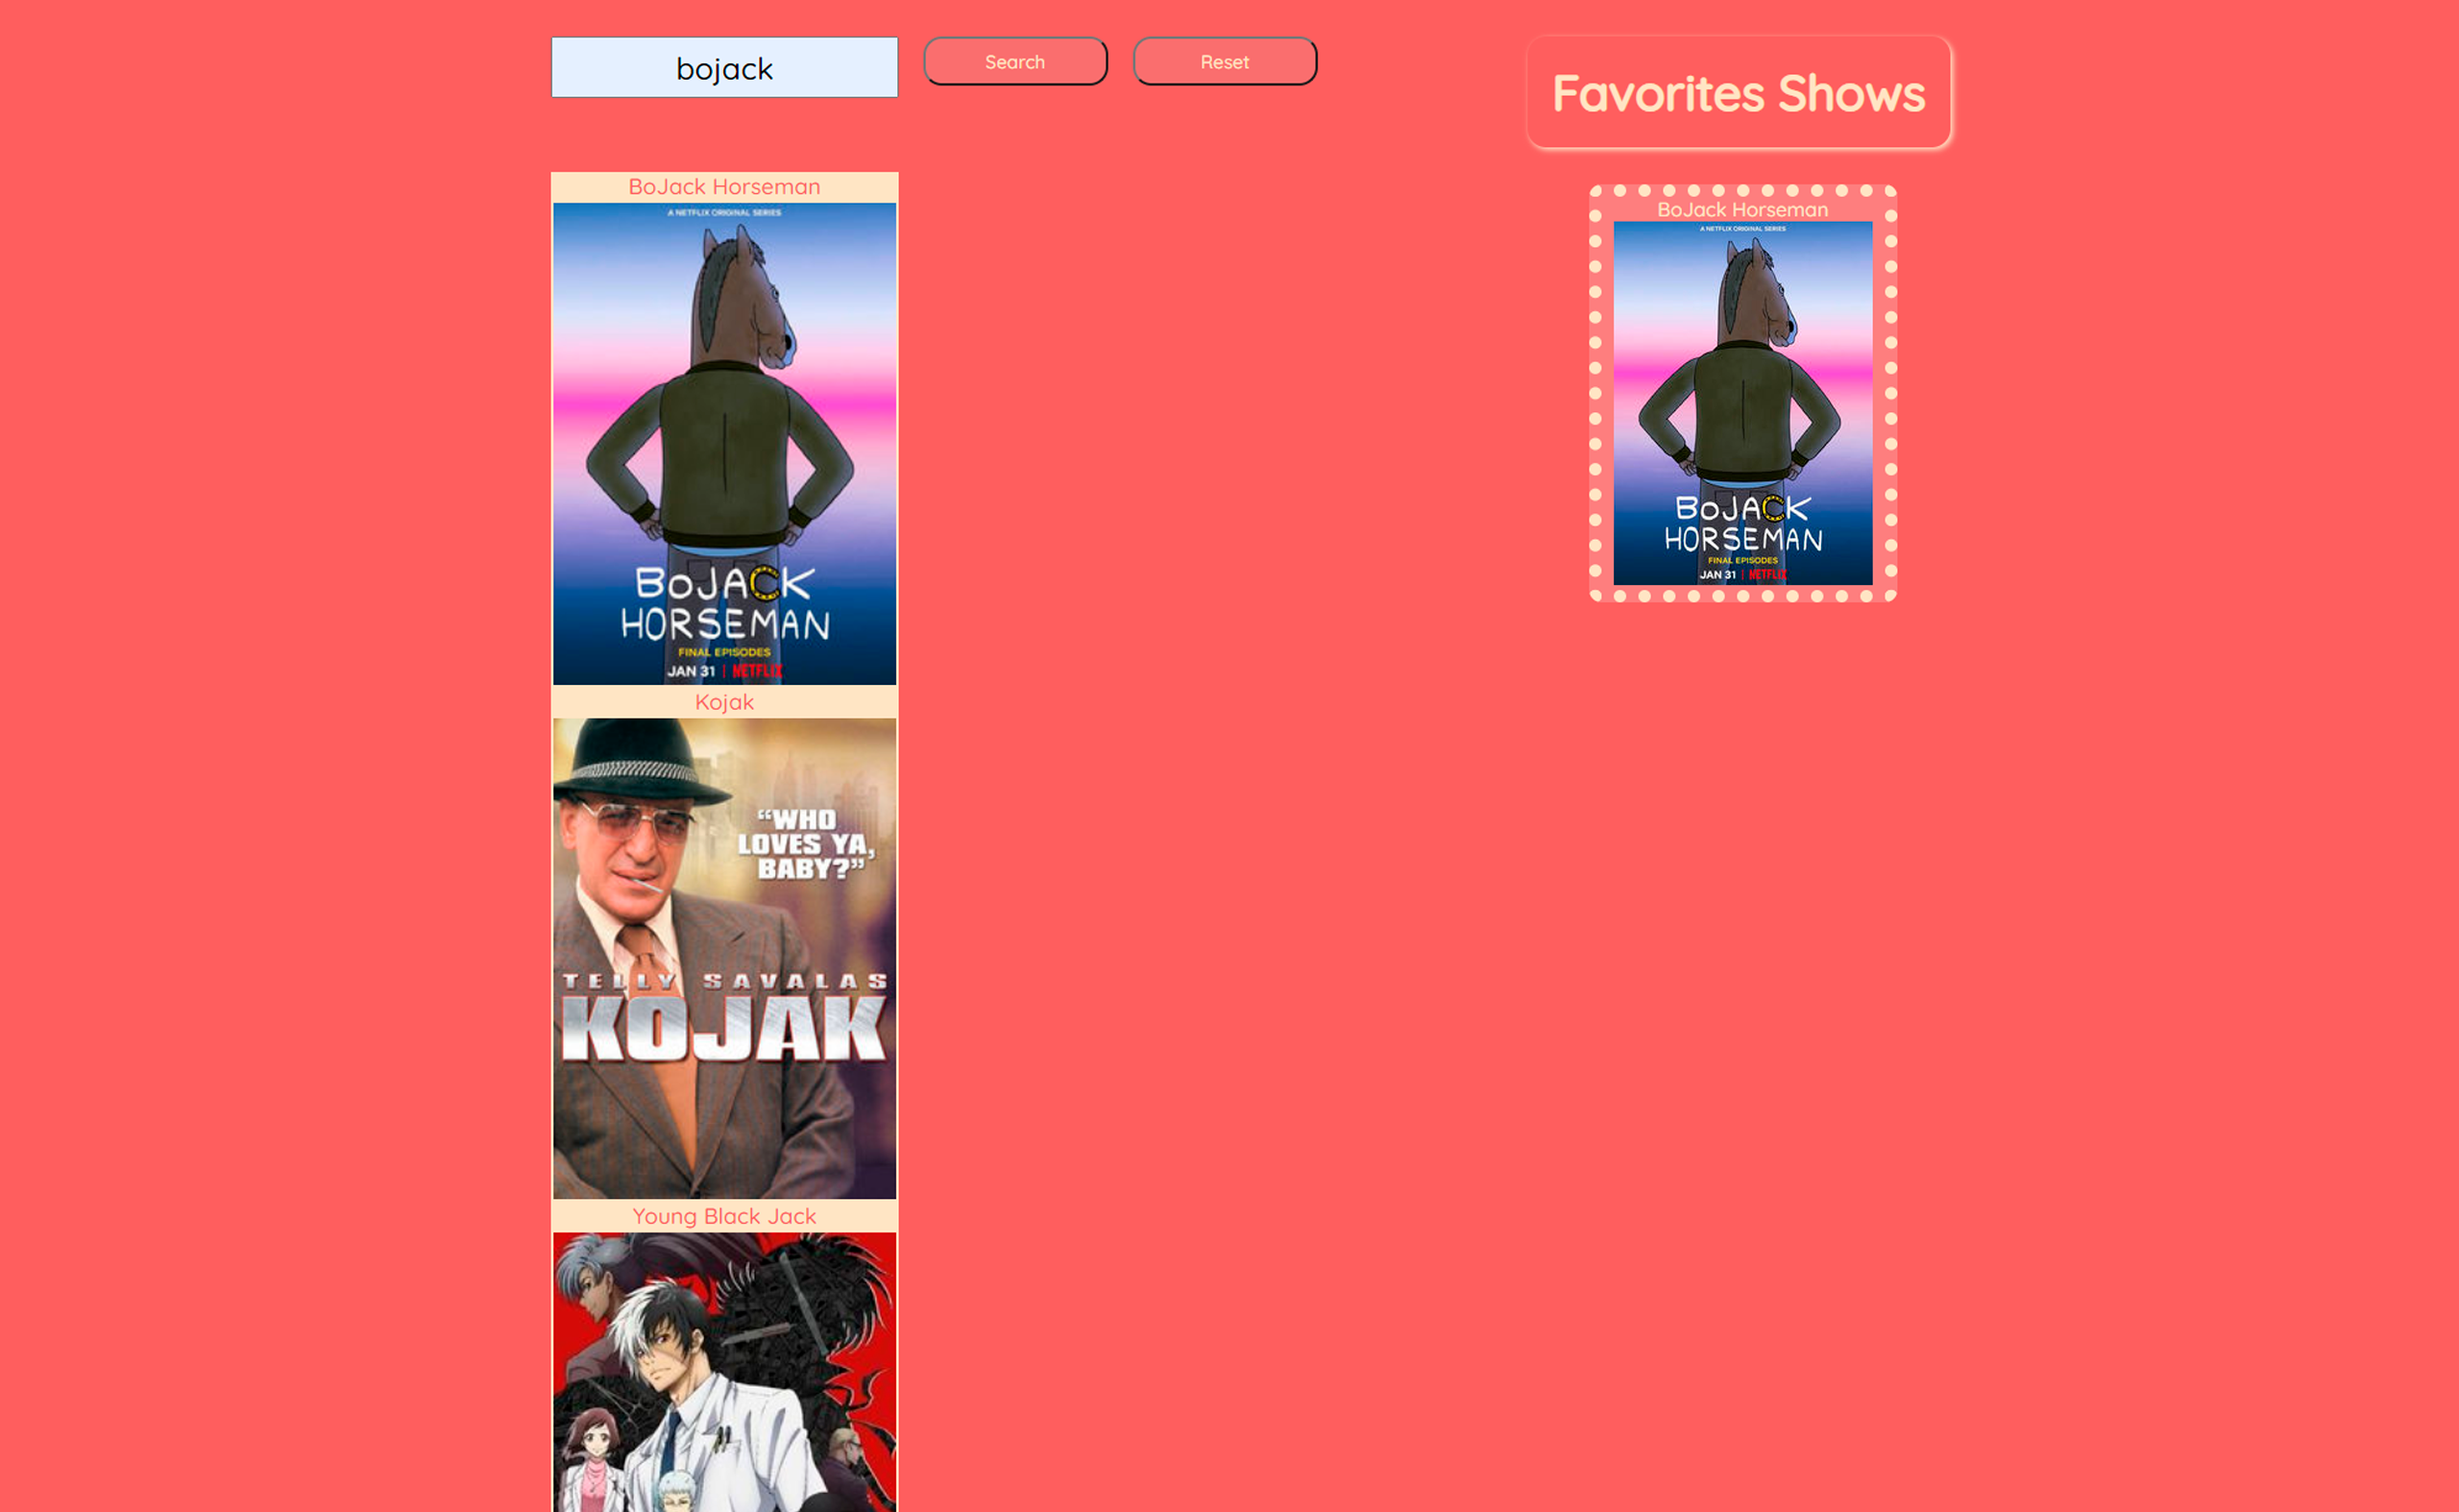 bojack
Search
Reset
Favorites Shows
BoJack Horseman
A NETFLIX ORIGINAL SERIES
BOJACK
HORSEMAN
FINAL EPISODES
JAN 31 | NETFLIX
Kojak
“WHO
LOVES YA,
BABY?”
TELLY SAVALAS
KOJAK
Young Black Jack
BoJack Horseman
A NETFLIX ORIGINAL SERIES
BOJACK
HORSEMAN
FINAL EPISODES
JAN 31 | NETFLIX